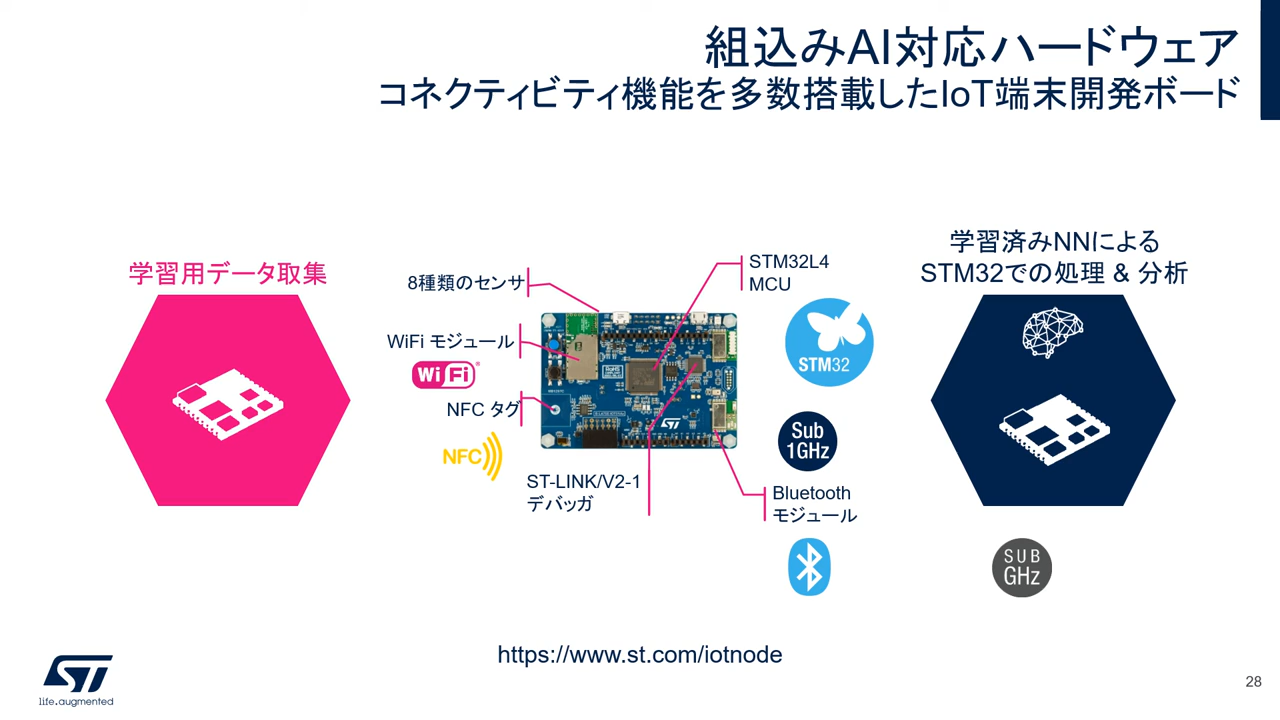 組込みAI対応ハードウェア
コネクティビティ機能を多数搭載したIoT端末開発ボード
学習用データ取集
8種類のセンサ
WiFi モジュール
Wi Fi
NFC タグ
NFC
ST-LINK/V2-1
デバッガ
STM32L4
MCU
STM32
Sub
1GHz
Bluetooth
モジュール
学習済みNNによる
STM32での処理 & 分析
SUB
GHz
https://www.st.com/iotnode
ST
life.augmented
28